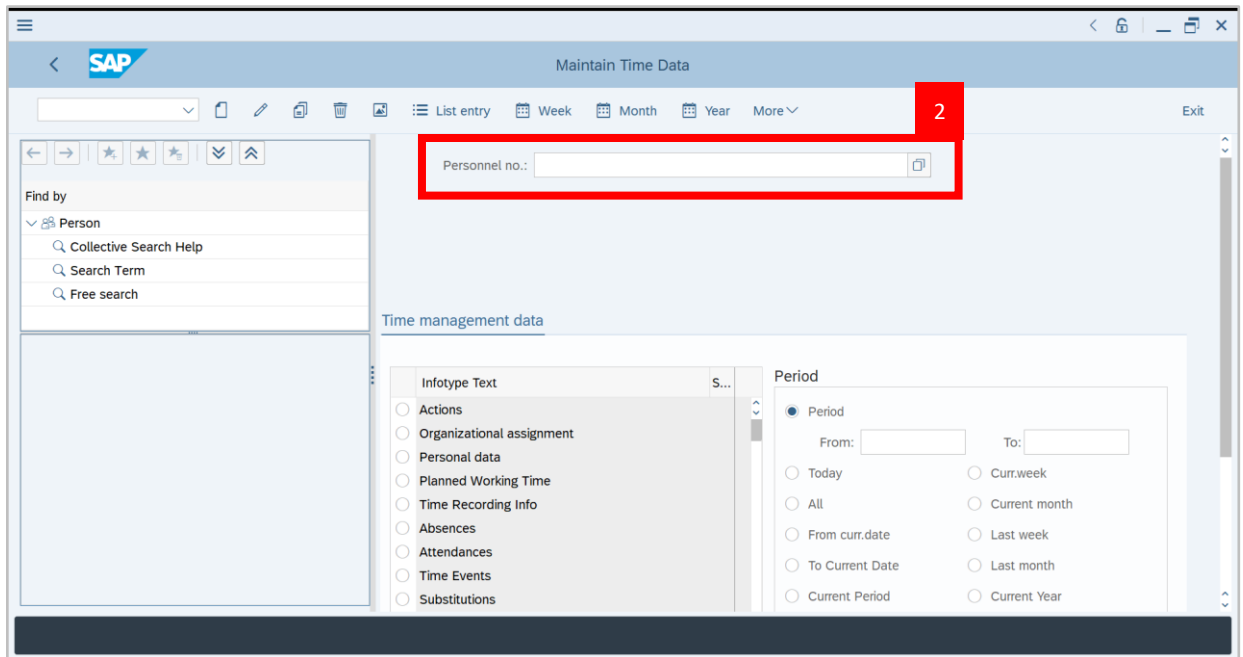 SAP
Maintain Time Data
List entry Week Month Year More Exit
2
Personnel no.:
Find by
Person
Collective Search Help
Search Term
Free search
Time management data
Infotype Text S...
Actions
Organizational assignment
Personal data
Planned Working Time
Time Recording Info
Absences
Attendances
Time Events
Substitutions
Period
Period
From: To:
Today Curr.week
All Current month
From curr.date Last week
To Current Date Last month
Current Period Current Year